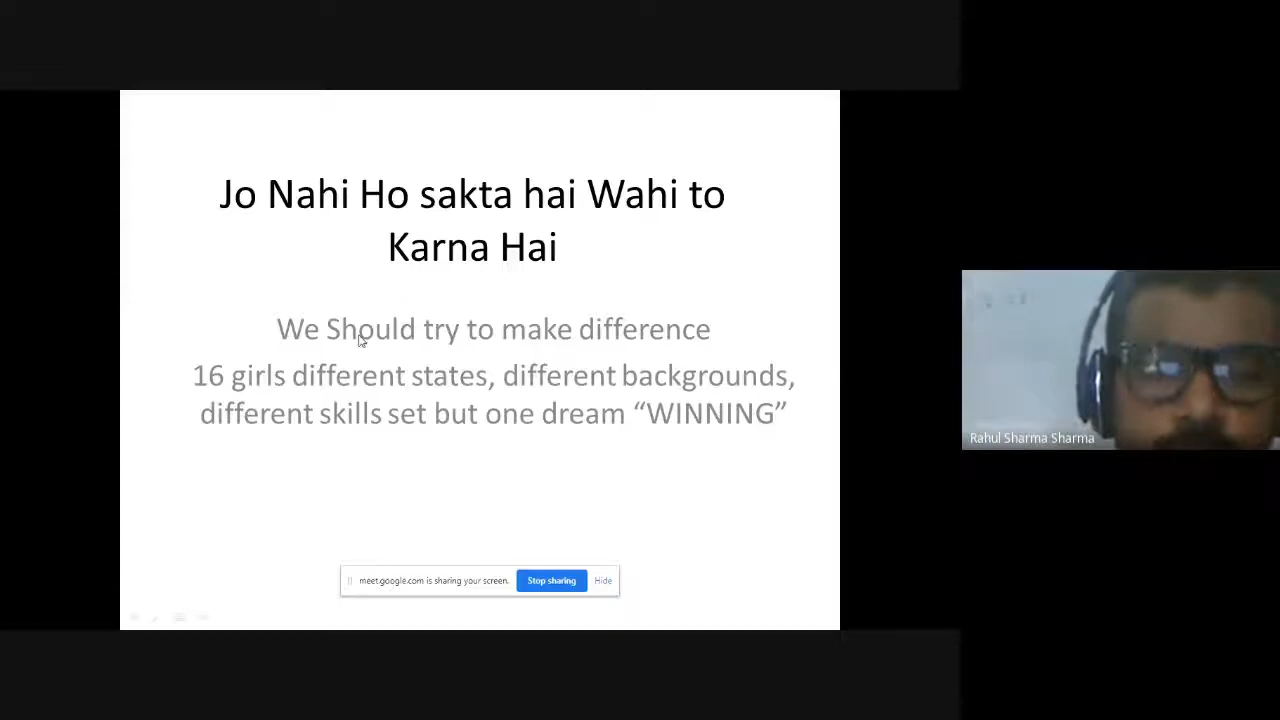 Jo Nahi Ho sakta hai Wahi to
Karna Hai
We Should try to make difference
16 girls different states, different backgrounds,
different skills set but one dream “WINNING”
meet.google.com is sharing your screen. Stop sharing Hide
Rahul Sharma Sharma